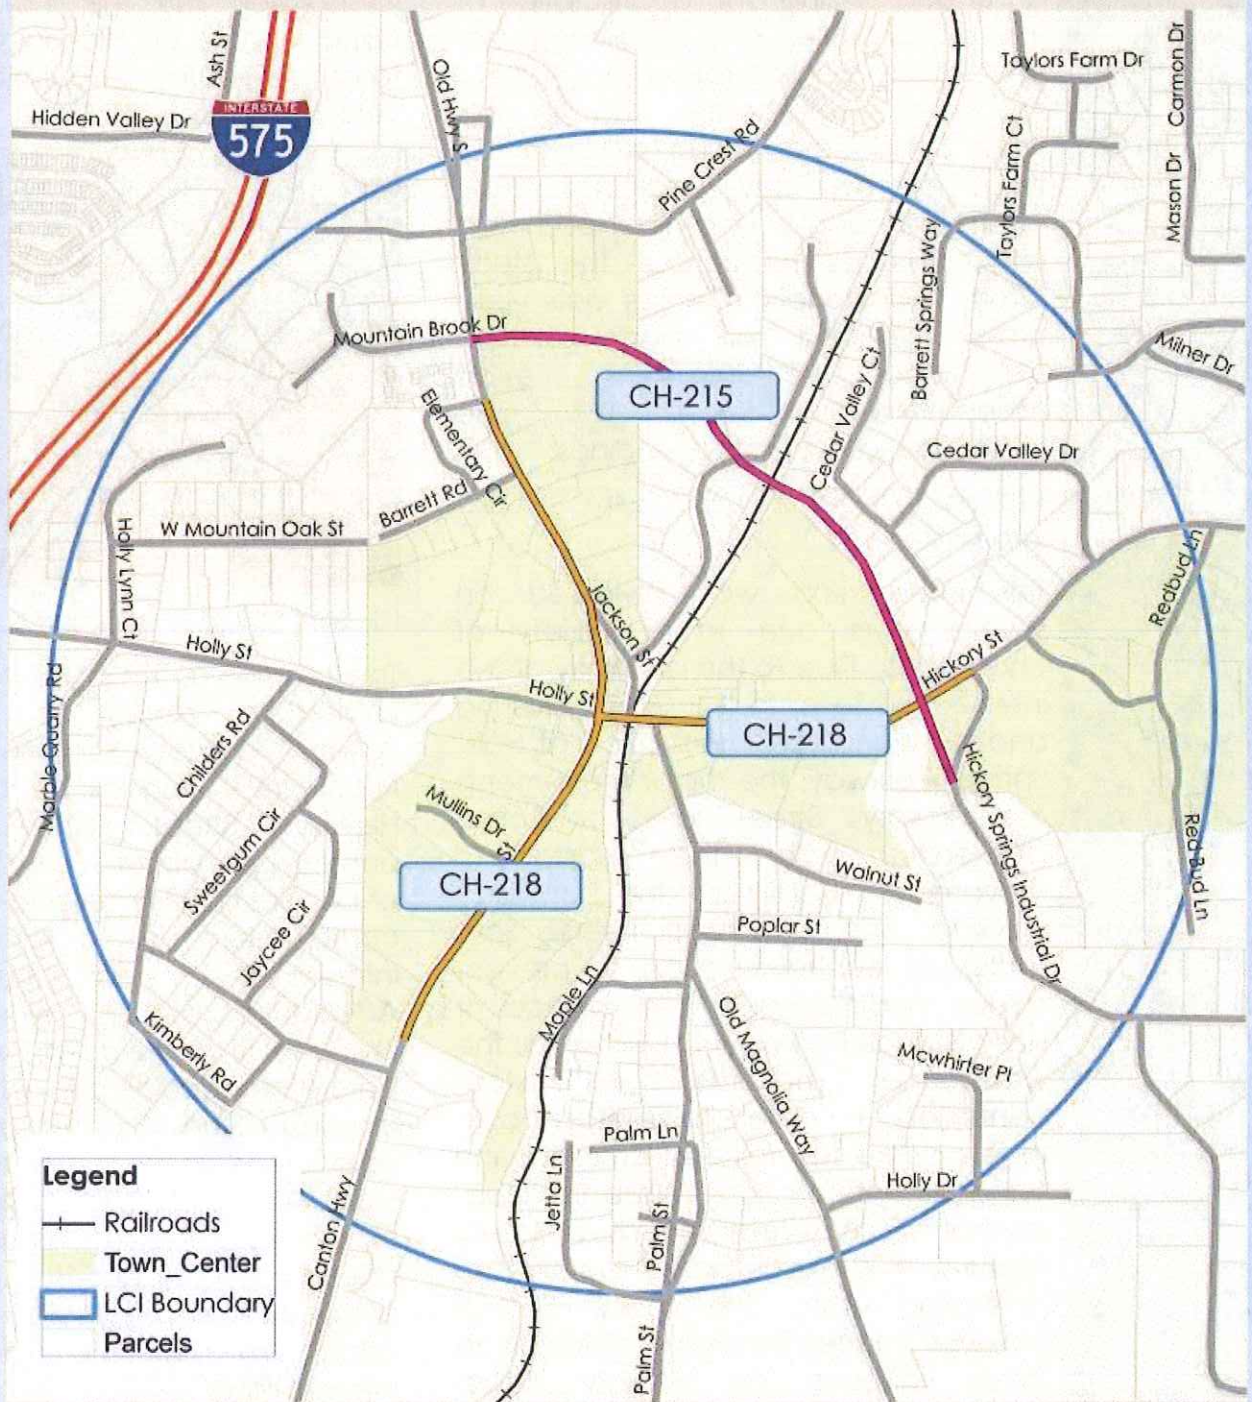 Ash St
INTERSTATE
575
Hidden Valley Dr
Old Hwy 5
Pine Crest Rd
Taylors Farm Dr
Carmon Dr
Mason Dr
Taylors Farm Ct
Barrett Springs Way
Mountain Brook Dr
Milner Dr
CH-215
Cedar Valley Ct
Elementary Cir
Cedar Valley Dr
Barrett Rd
W Mountain Oak St
Holly Lynn Ct
Redbud Ln
Jackson St
Holly St
Hickory St
Holly St
Marble Quarry Rd
CH-218
Childers Rd
Hickory Springs Industrial Dr
Mullins Dr
St
Sweetgum Cir
Red Bud Ln
CH-218
Walnut St
Jaycee Cir
Poplar St
Maple Ln
Old Magnolia Way
Kimberly Rd
Mcwhirter Pl
Palm Ln
Jetta Ln
Holly Dr
Palm St
Canton Hwy
Palm St
Legend
Railroads
Town_Center
LCI Boundary
Parcels